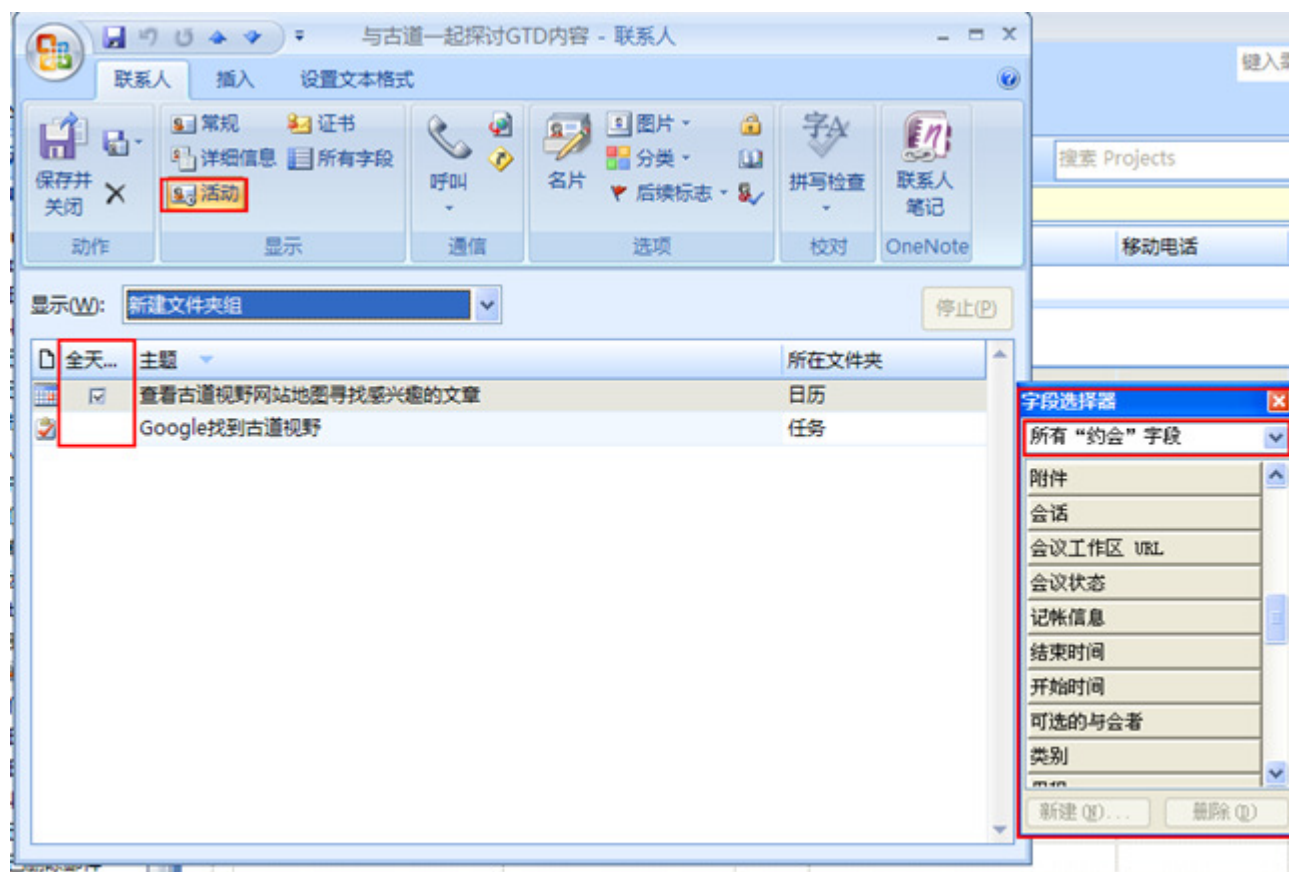 与古道一起探讨GTD内容 - 联系人
联系人 插入 设置文本格式
键入
保存并关闭
动作
常规 证书
详细信息 所有字段
活动
显示
呼叫
通信
名片
图片
分类
后续标志
选项
字A
拼写检查
校对
联系人笔记
OneNote
搜索 Projects
移动电话
显示(W): 新建文件夹组 停止(P)
全天... 主题 所在文件夹
查看古道视野网站地图寻找感兴趣的文章 日历
Google找到古道视野 任务
字段选择器
所有“约会”字段
附件
会话
会议工作区 URL
会议状态
记帐信息
结束时间
开始时间
可选的与会者
类别
新建(N)... 删除(D)